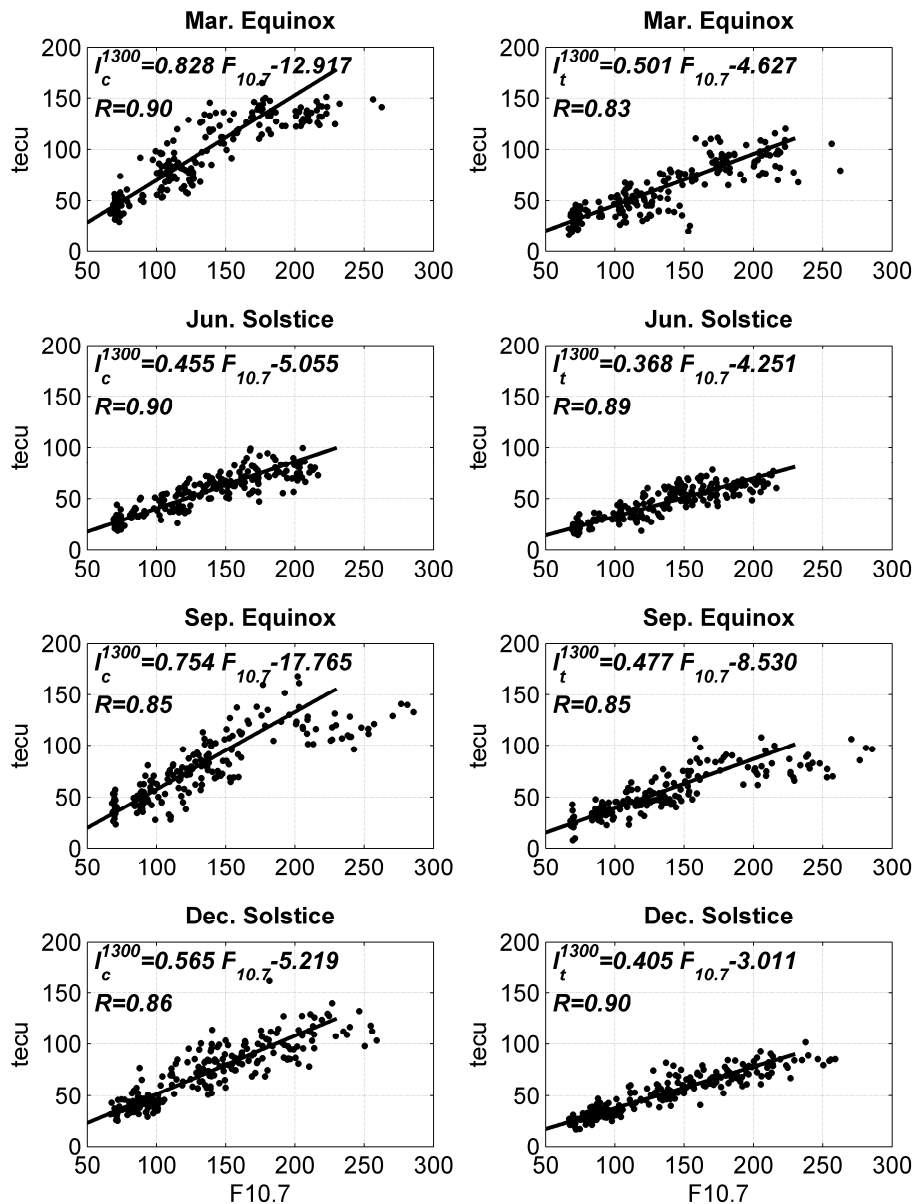 Mar. Equinox
I_c^1300=0.828 F_10.7-12.917
R=0.90
tecu
200
150
100
50
0
50 100 150 200 250 300
Mar. Equinox
I_t^1300=0.501 F_10.7-4.627
R=0.83
tecu
200
150
100
50
0
50 100 150 200 250 300
Jun. Solstice
I_c^1300=0.455 F_10.7-5.055
R=0.90
tecu
200
150
100
50
0
50 100 150 200 250 300
Jun. Solstice
I_t^1300=0.368 F_10.7-4.251
R=0.89
tecu
200
150
100
50
0
50 100 150 200 250 300
Sep. Equinox
I_c^1300=0.754 F_10.7-17.765
R=0.85
tecu
200
150
100
50
0
50 100 150 200 250 300
Sep. Equinox
I_t^1300=0.477 F_10.7-8.530
R=0.85
tecu
200
150
100
50
0
50 100 150 200 250 300
Dec. Solstice
I_c^1300=0.565 F_10.7-5.219
R=0.86
tecu
200
150
100
50
0
50 100 150 200 250 300
F10.7
Dec. Solstice
I_t^1300=0.405 F_10.7-3.011
R=0.90
tecu
200
150
100
50
0
50 100 150 200 250 300
F10.7